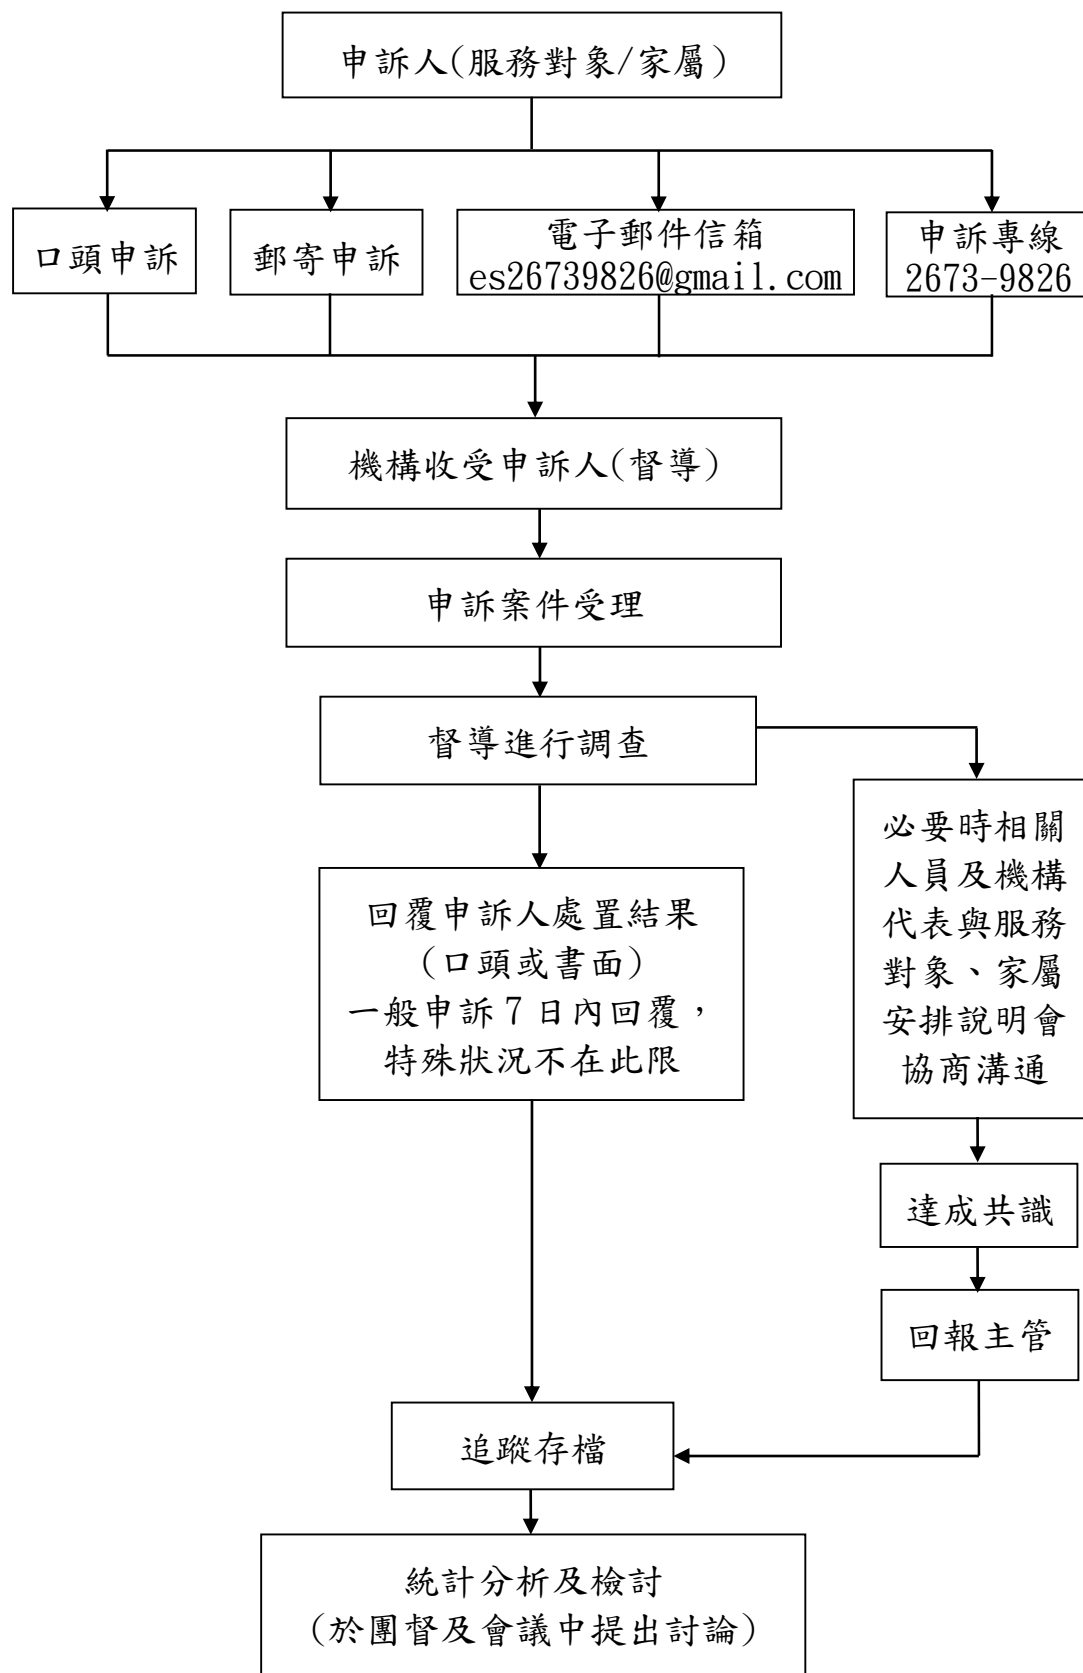 申訴人(服務對象/家屬)
口頭申訴
郵寄申訴
電子郵件信箱
es26739826@gmail.com
申訴專線
2673-9826
機構收受申訴人(督導)
申訴案件受理
督導進行調查
必要時相關
人員及機構
代表與服務
對象、家屬
安排說明會
協商溝通
回覆申訴人處置結果
(口頭或書面)
一般申訴7日內回覆，
特殊狀況不在此限
達成共識
回報主管
追蹤存檔
統計分析及檢討
(於團督及會議中提出討論)